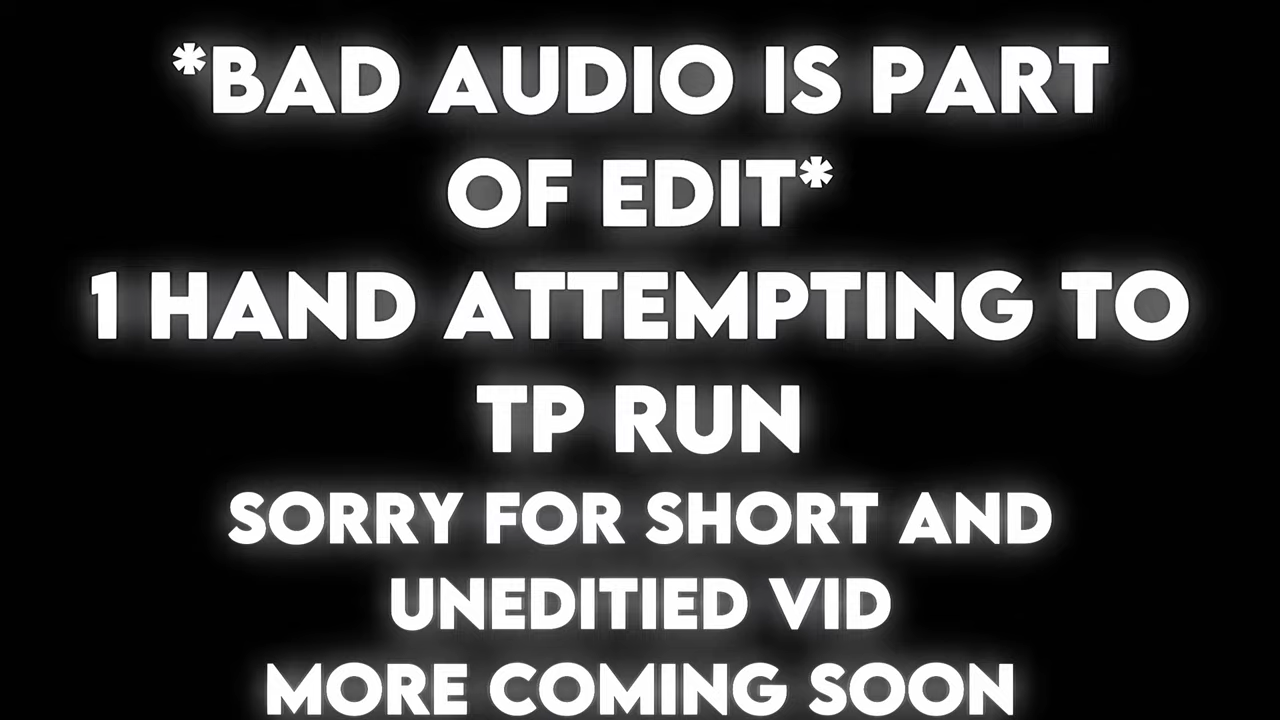 *BAD AUDIO IS PART
OF EDIT*
1 HAND ATTEMPTING TO
TP RUN
SORRY FOR SHORT AND
UNEDITIED VID
MORE COMING SOON